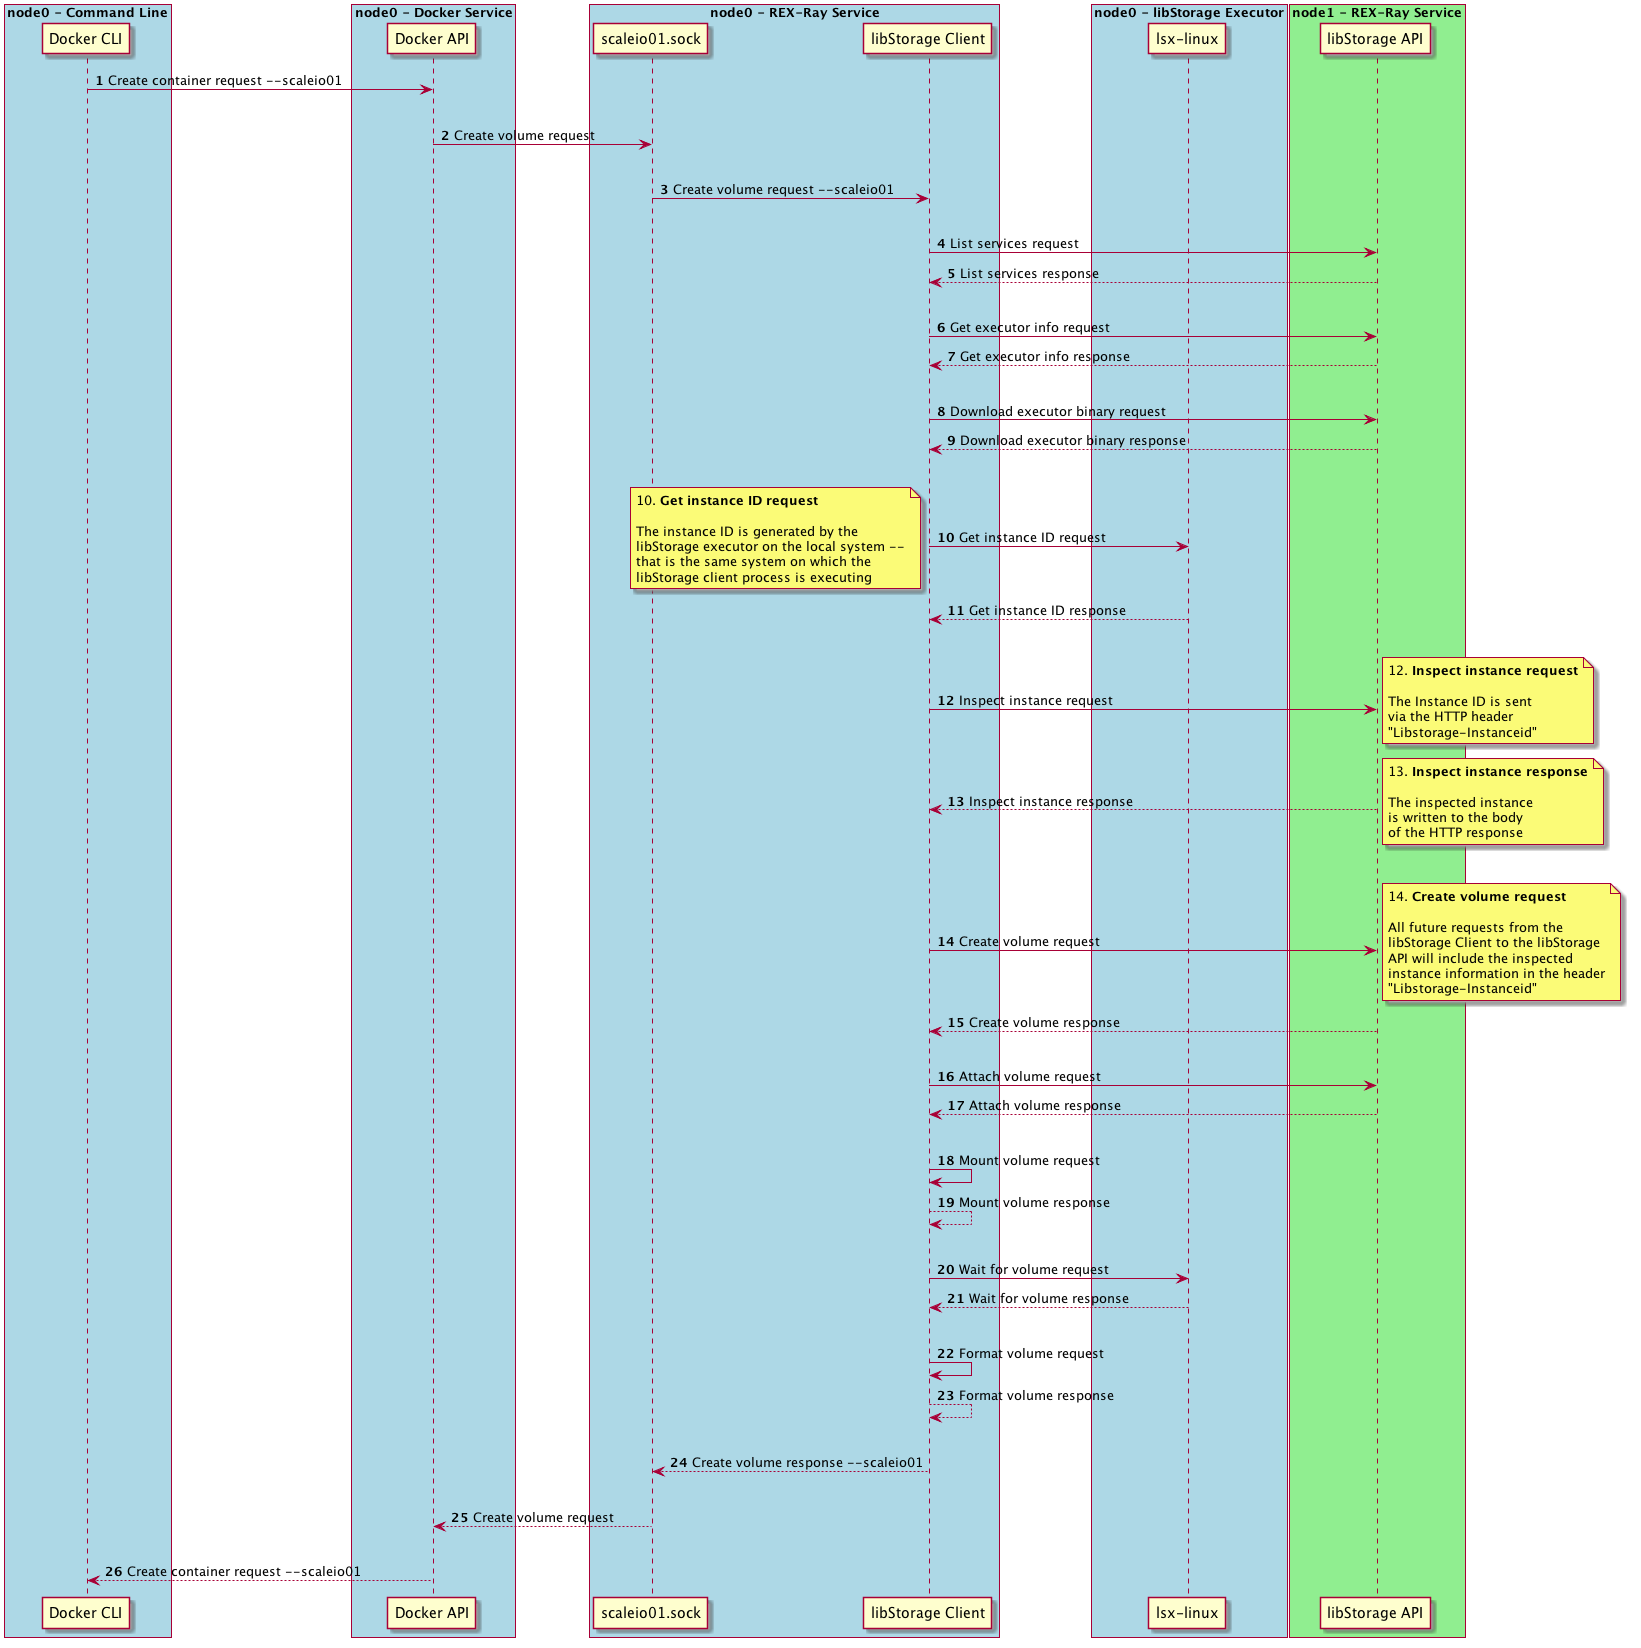 node0 - Command Line
node0 - Docker Service
node0 - REX-Ray Service
node0 - libStorage Executor
node1 - REX-Ray Service
Docker CLI
Docker API
scaleio01.sock
libStorage Client
lsx-linux
libStorage API
1 Create container request --scaleio01
2 Create volume request
3 Create volume request --scaleio01
4 List services request
5 List services response
6 Get executor info request
7 Get executor info response
8 Download executor binary request
9 Download executor binary response
10. Get instance ID request
The instance ID is generated by the
libStorage executor on the local system --
that is the same system on which the
libStorage client process is executing
10 Get instance ID request
11 Get instance ID response
12. Inspect instance request
The Instance ID is sent
via the HTTP header
"Libstorage-Instanceid"
12 Inspect instance request
13. Inspect instance response
The inspected instance
is written to the body
of the HTTP response
13 Inspect instance response
14. Create volume request
All future requests from the
libStorage Client to the libStorage
API will include the inspected
instance information in the header
"Libstorage-Instanceid"
14 Create volume request
15 Create volume response
16 Attach volume request
17 Attach volume response
18 Mount volume request
19 Mount volume response
20 Wait for volume request
21 Wait for volume response
22 Format volume request
23 Format volume response
24 Create volume response --scaleio01
25 Create volume request
26 Create container request --scaleio01
Docker CLI
Docker API
scaleio01.sock
libStorage Client
lsx-linux
libStorage API